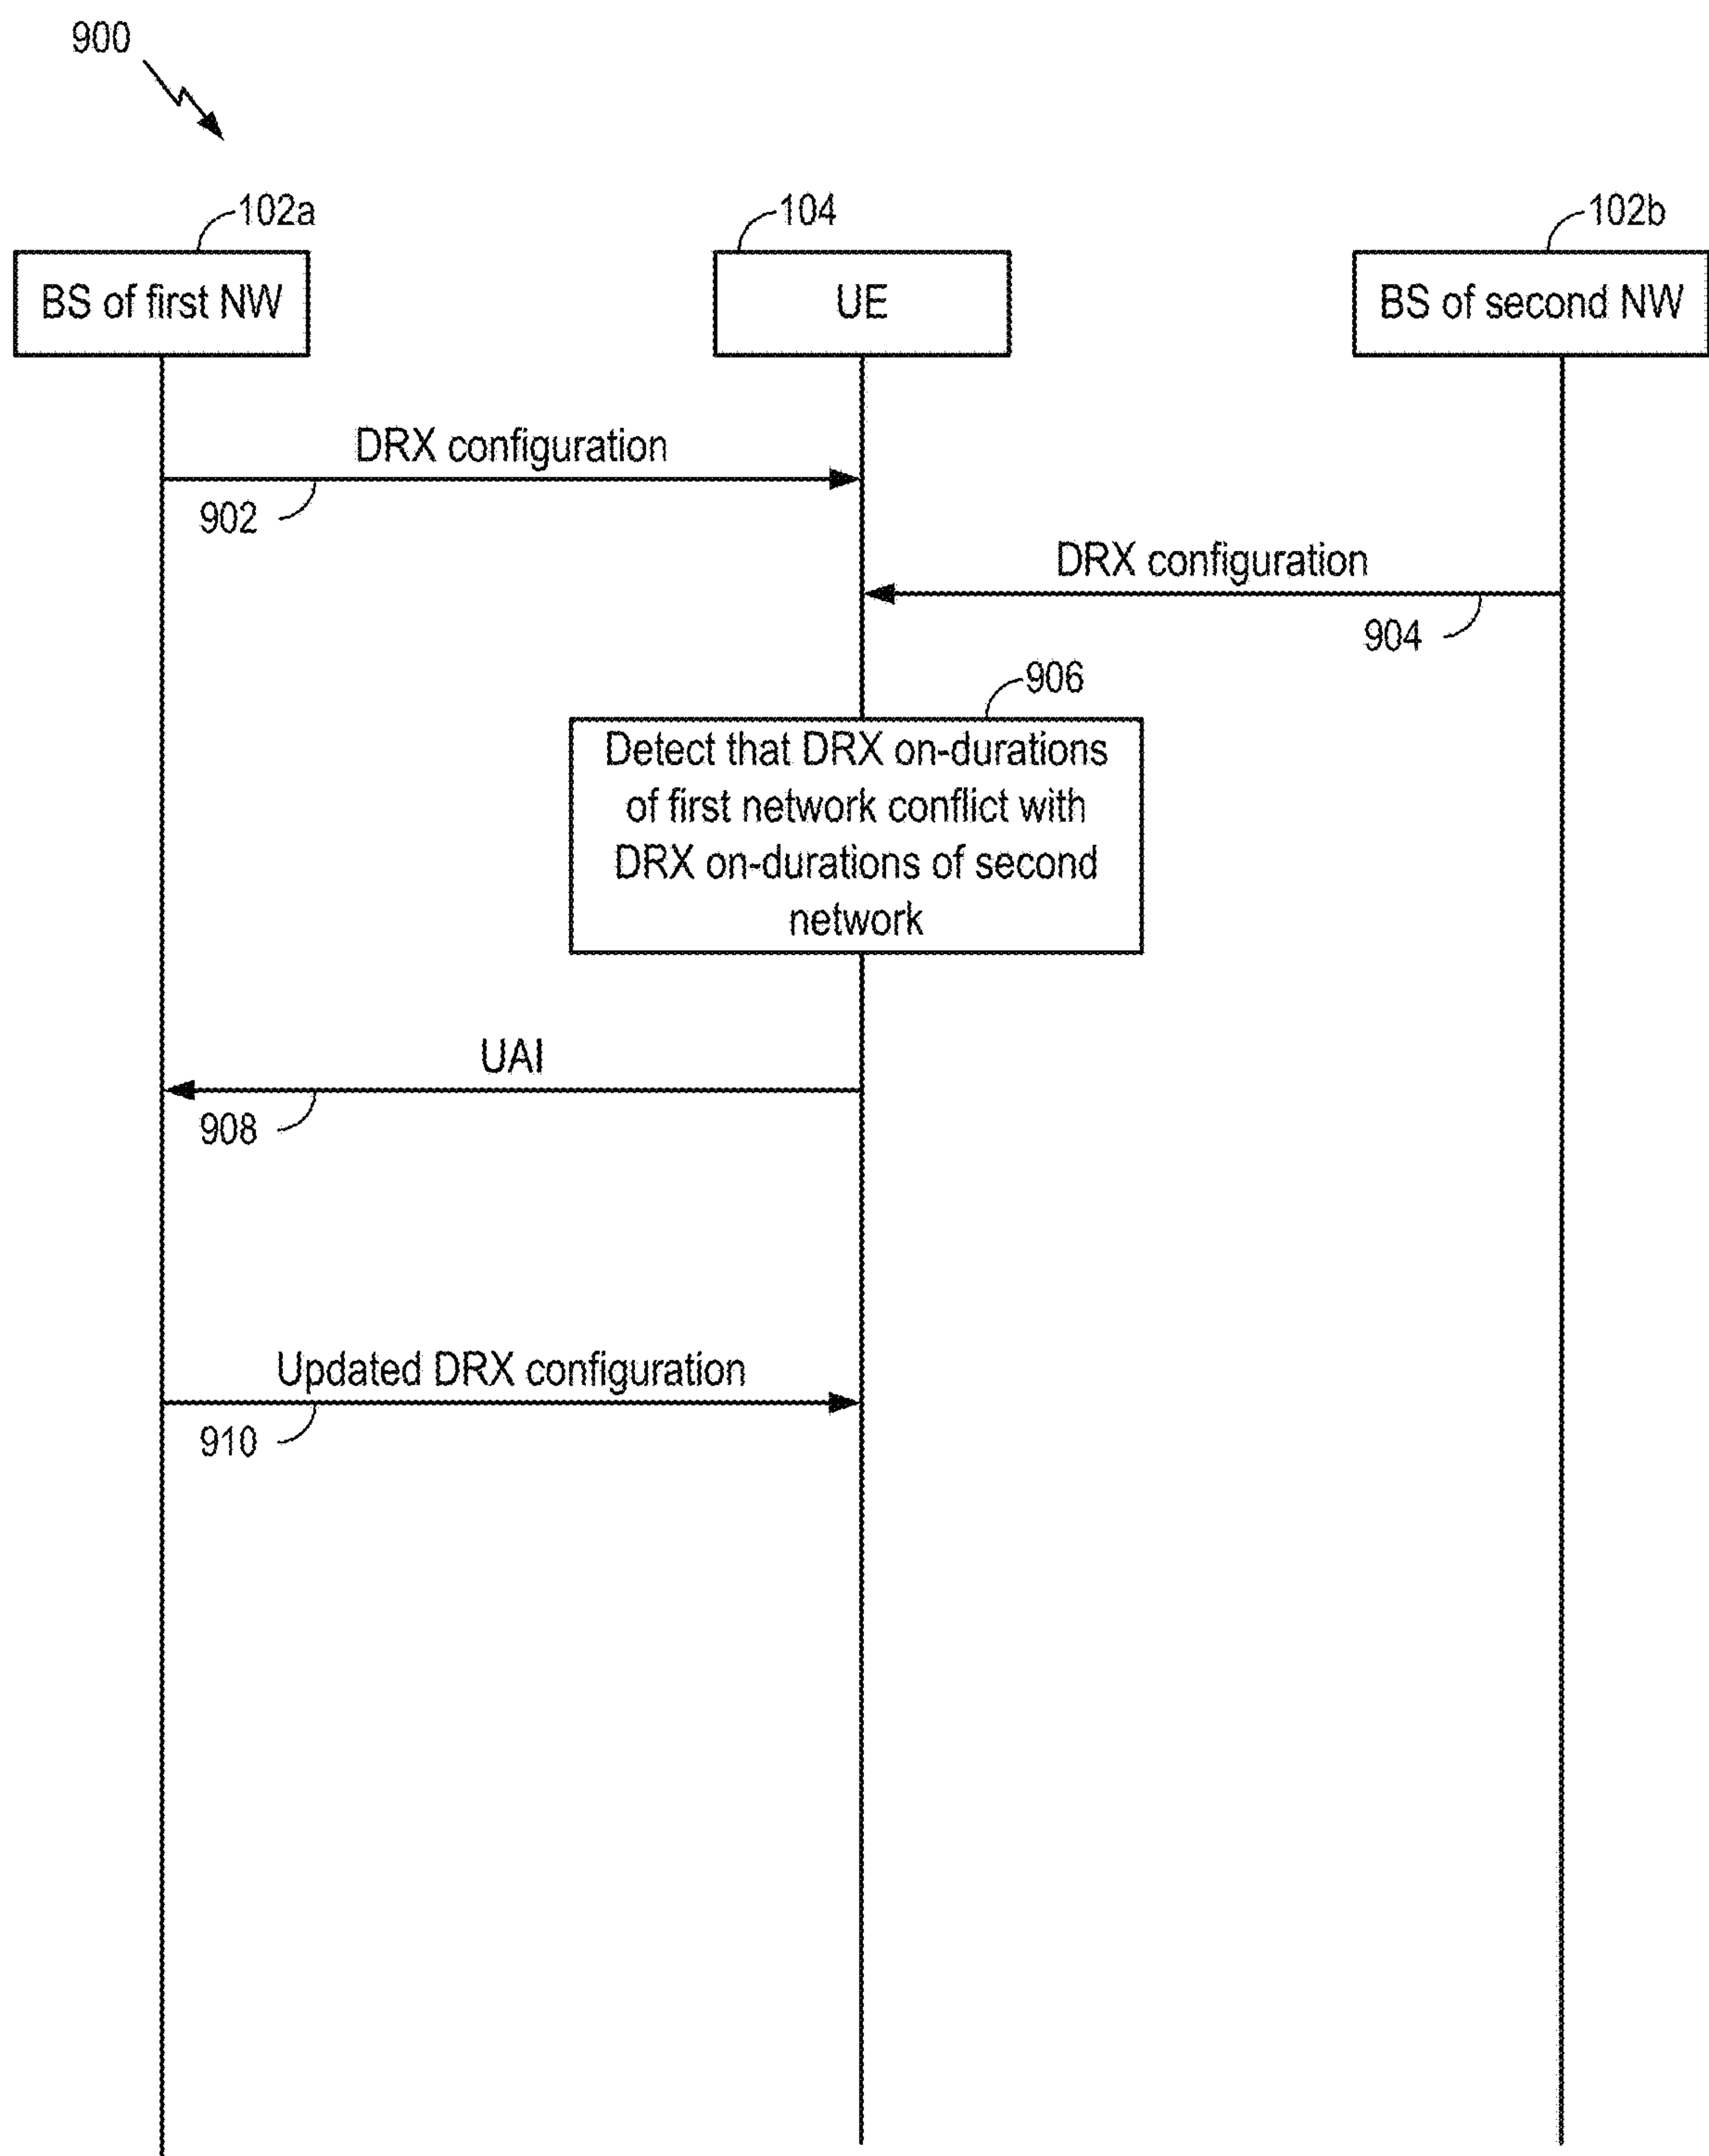 900
102a
104
102b
BS of first NW
UE
BS of second NW
DRX configuration
902
DRX configuration
904
906
Detect that DRX on-durations
of first network conflict with
DRX on-durations of second
network
UAI
908
Updated DRX configuration
910